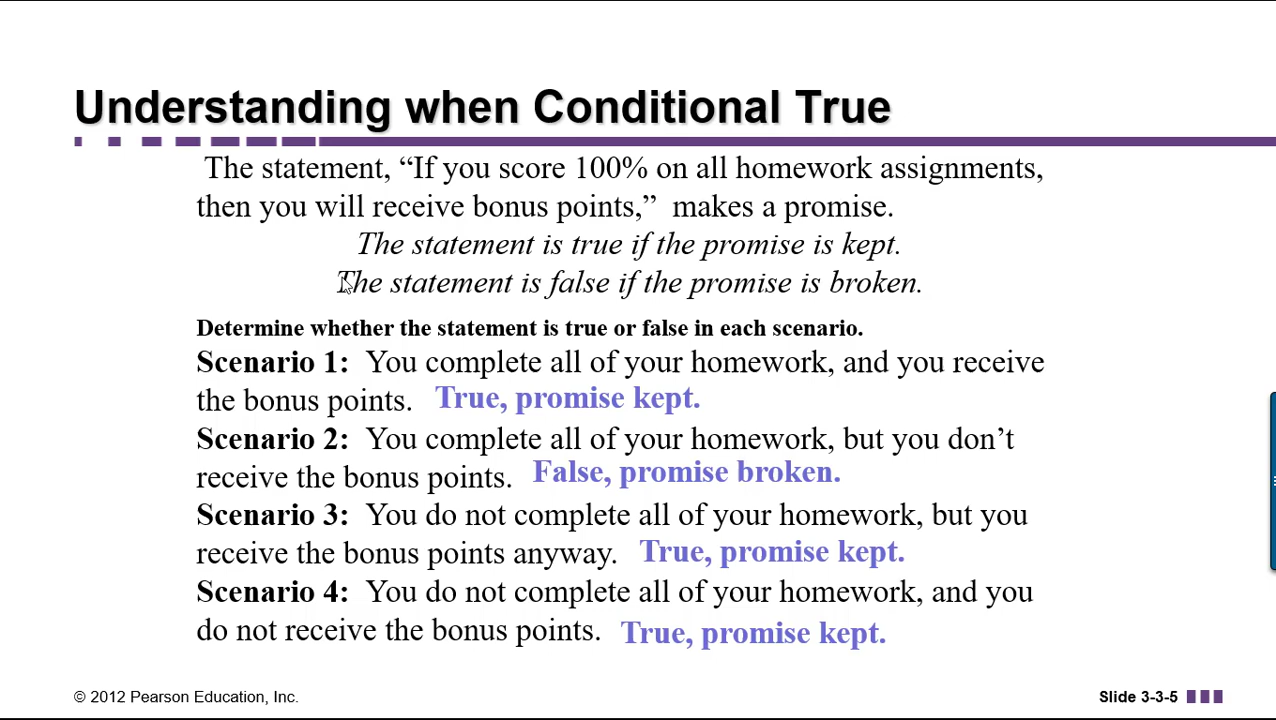 Understanding when Conditional True
The statement, “If you score 100% on all homework assignments,
then you will receive bonus points,” makes a promise.
The statement is true if the promise is kept.
The statement is false if the promise is broken.
Determine whether the statement is true or false in each scenario.
Scenario 1: You complete all of your homework, and you receive
the bonus points. True, promise kept.
Scenario 2: You complete all of your homework, but you don’t
receive the bonus points. False, promise broken.
Scenario 3: You do not complete all of your homework, but you
receive the bonus points anyway. True, promise kept.
Scenario 4: You do not complete all of your homework, and you
do not receive the bonus points. True, promise kept.
© 2012 Pearson Education, Inc.
Slide 3-3-5